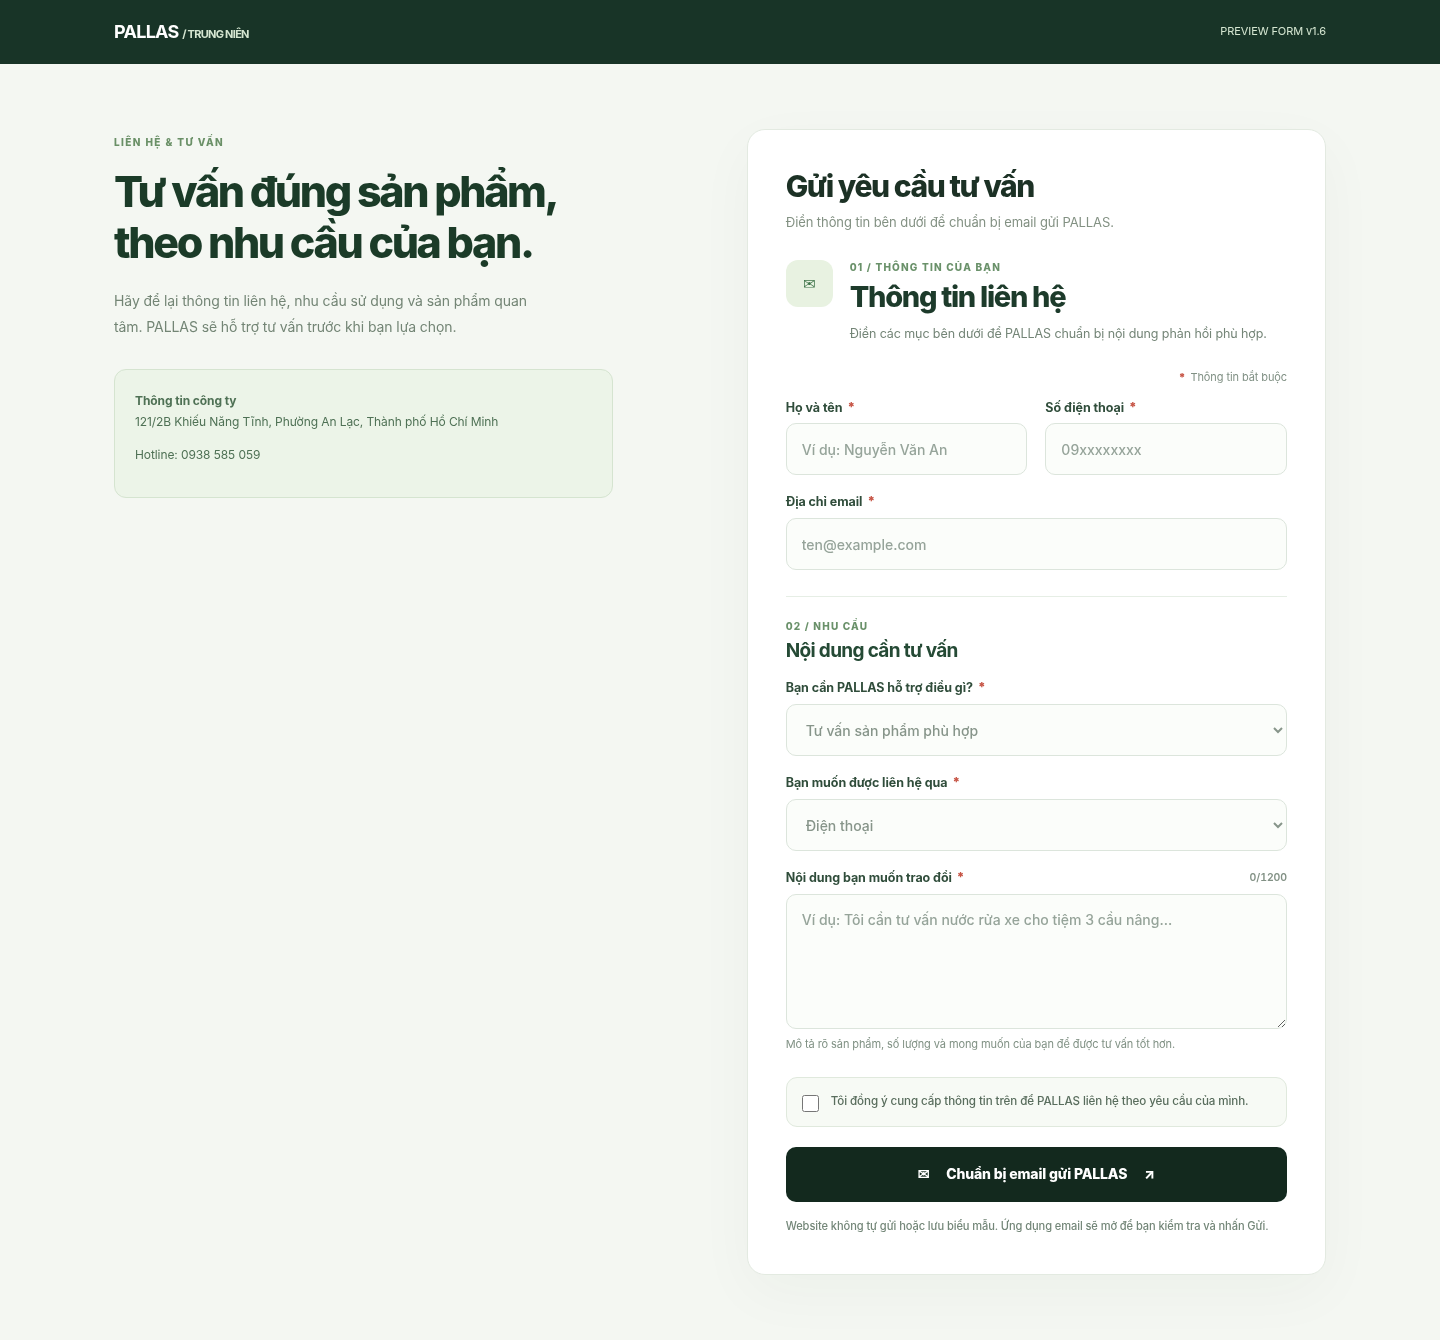 PALLAS / TRUNG NIÊN
PREVIEW FORM v1.6
LIÊN HỆ & TƯ VẤN
Tư vấn đúng sản phẩm,
theo nhu cầu của bạn.
Hãy để lại thông tin liên hệ, nhu cầu sử dụng và sản phẩm quan
tâm. PALLAS sẽ hỗ trợ tư vấn trước khi bạn lựa chọn.
Thông tin công ty
121/2B Khiếu Năng Tĩnh, Phường An Lạc, Thành phố Hồ Chí Minh
Hotline: 0938 585 059
Gửi yêu cầu tư vấn
Điền thông tin bên dưới để chuẩn bị email gửi PALLAS.
01 / THÔNG TIN CỦA BẠN
Thông tin liên hệ
Điền các mục bên dưới để PALLAS chuẩn bị nội dung phản hồi phù hợp.
* Thông tin bắt buộc
Họ và tên *
Số điện thoại *
Ví dụ: Nguyễn Văn An
09xxxxxxxx
Địa chỉ email *
ten@example.com
02 / NHU CẦU
Nội dung cần tư vấn
Bạn cần PALLAS hỗ trợ điều gì? *
Tư vấn sản phẩm phù hợp
Bạn muốn được liên hệ qua *
Điện thoại
Nội dung bạn muốn trao đổi *
0/1200
Ví dụ: Tôi cần tư vấn nước rửa xe cho tiệm 3 cầu nâng...
Mô tả rõ sản phẩm, số lượng và mong muốn của bạn để được tư vấn tốt hơn.
Tôi đồng ý cung cấp thông tin trên để PALLAS liên hệ theo yêu cầu của mình.
✉ Chuẩn bị email gửi PALLAS ↗
Website không tự gửi hoặc lưu biểu mẫu. Ứng dụng email sẽ mở để bạn kiểm tra và nhấn Gửi.